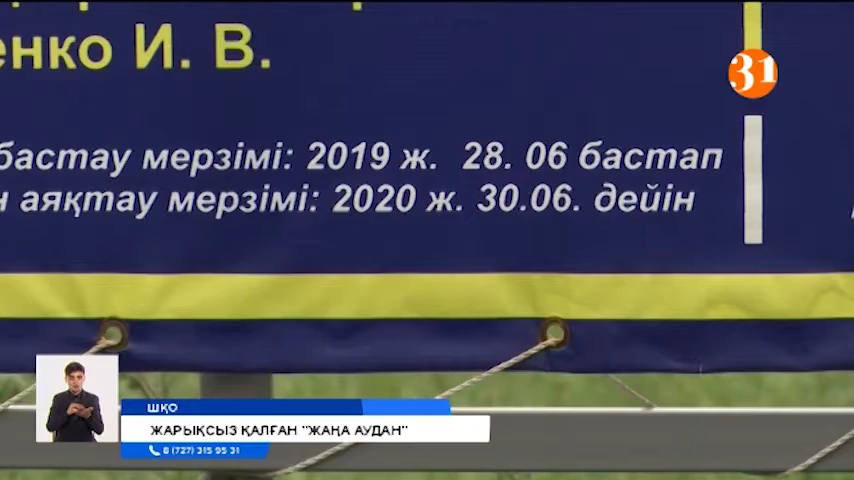 енко И. В.
31
бастау мерзімі: 2019 ж. 28. 06 бастап
аяқтау мерзімі: 2020 ж. 30.06. дейін
ШҚО
ЖАРЫҚСЫЗ ҚАЛҒАН "ЖАҢА АУДАН"
8 (727) 315 95 31